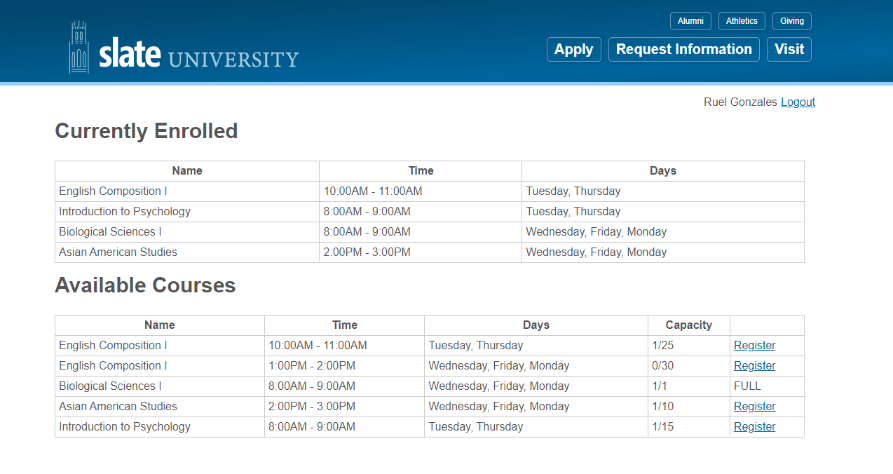 Alumni Athletics Giving
slate UNIVERSITY
Apply Request Information Visit
Ruel Gonzales Logout
Currently Enrolled
Name Time Days
English Composition I 10:00AM - 11:00AM Tuesday, Thursday
Introduction to Psychology 8:00AM - 9:00AM Tuesday, Thursday
Biological Sciences I 8:00AM - 9:00AM Wednesday, Friday, Monday
Asian American Studies 2:00PM - 3:00PM Wednesday, Friday, Monday
Available Courses
Name Time Days Capacity
English Composition I 10:00AM - 11:00AM Tuesday, Thursday 1/25 Register
English Composition I 1:00PM - 2:00PM Wednesday, Friday, Monday 0/30 Register
Biological Sciences I 8:00AM - 9:00AM Wednesday, Friday, Monday 1/1 FULL
Asian American Studies 2:00PM - 3:00PM Wednesday, Friday, Monday 1/10 Register
Introduction to Psychology 8:00AM - 9:00AM Tuesday, Thursday 1/15 Register